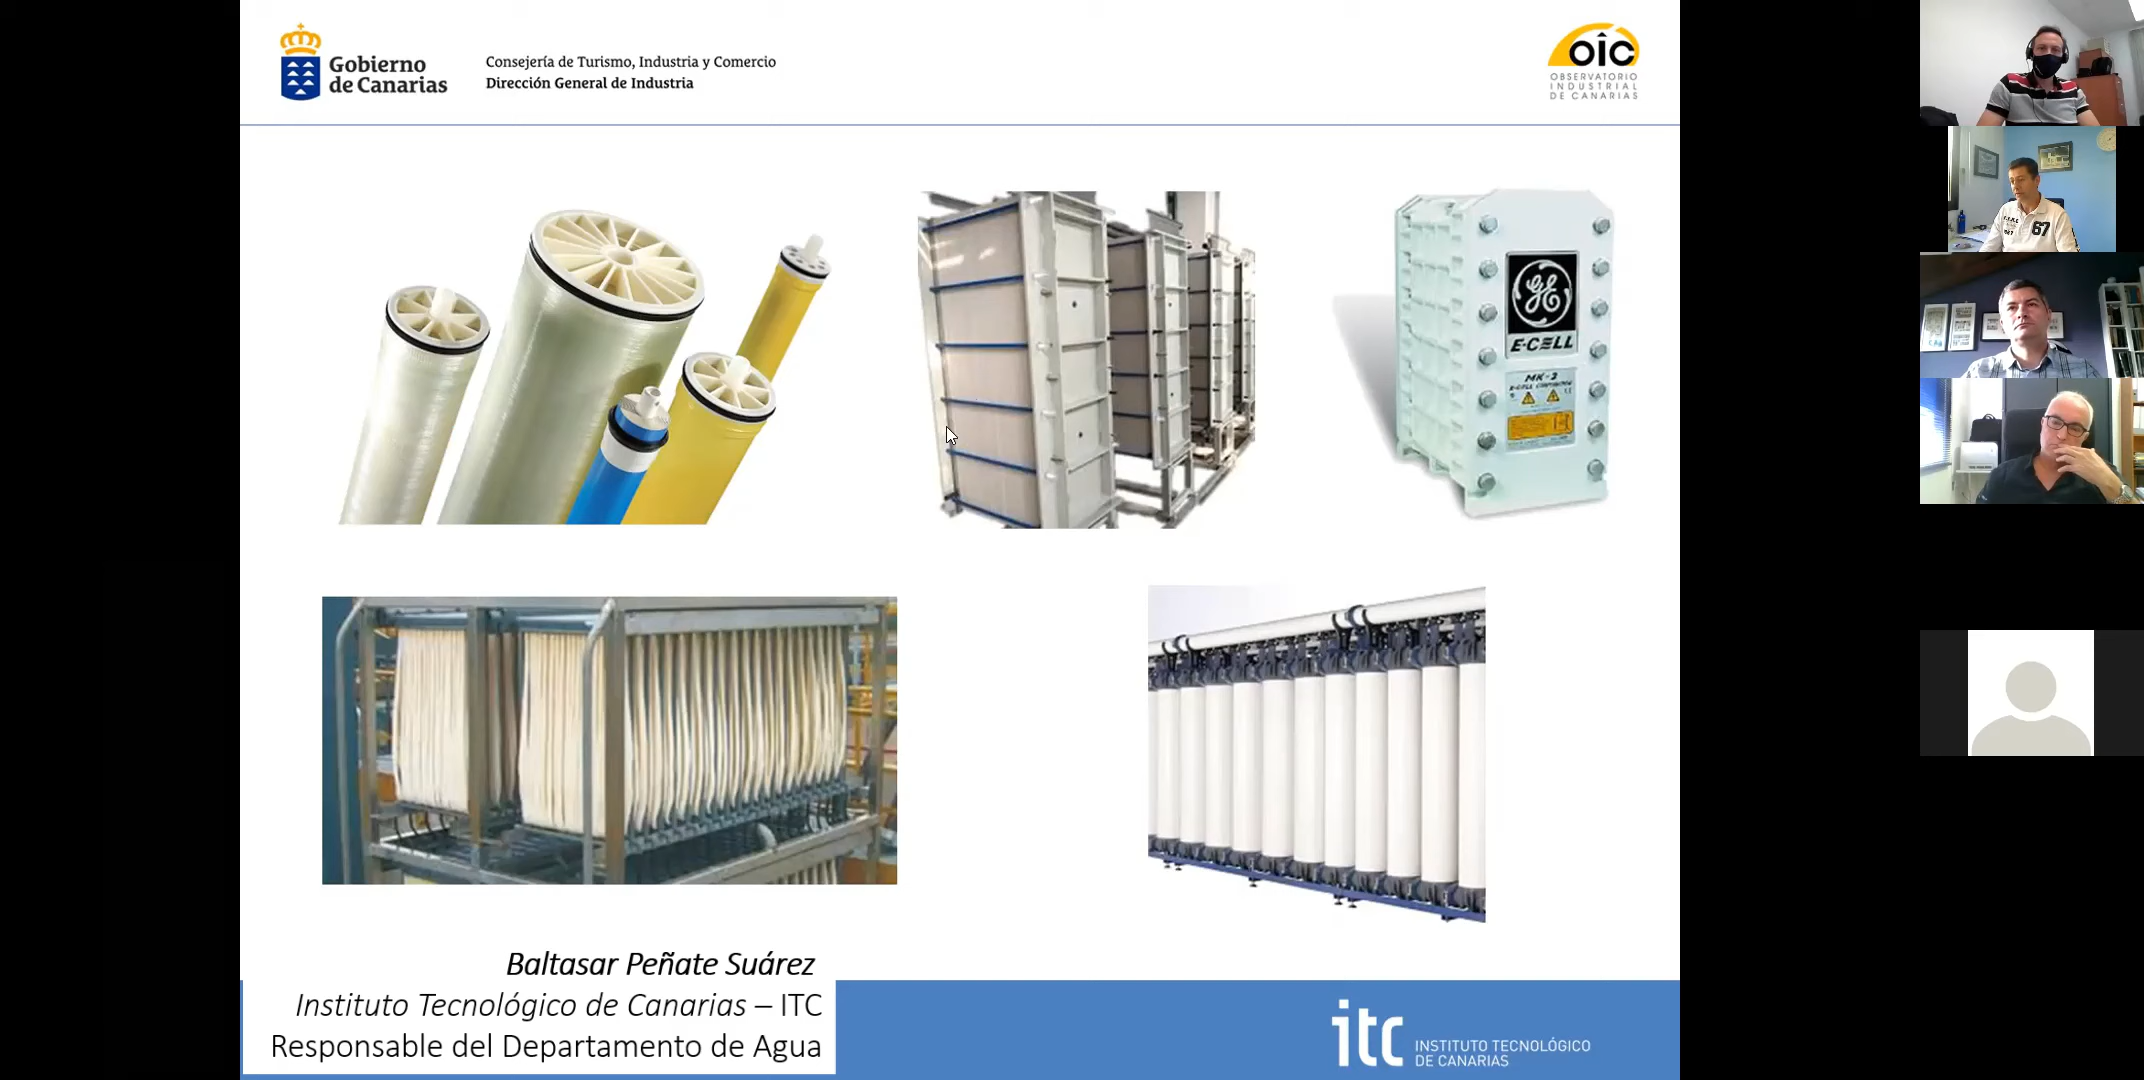 Gobierno
de Canarias
Consejería de Turismo, Industria y Comercio
Dirección General de Industria
oic
OBSERVATORIO
INDUSTRIAL
DE CANARIAS
GE
E-CELL
MK-3
67
Baltasar Peñate Suárez
Instituto Tecnológico de Canarias – ITC
Responsable del Departamento de Agua
itc
INSTITUTO TECNOLÓGICO
DE CANARIAS